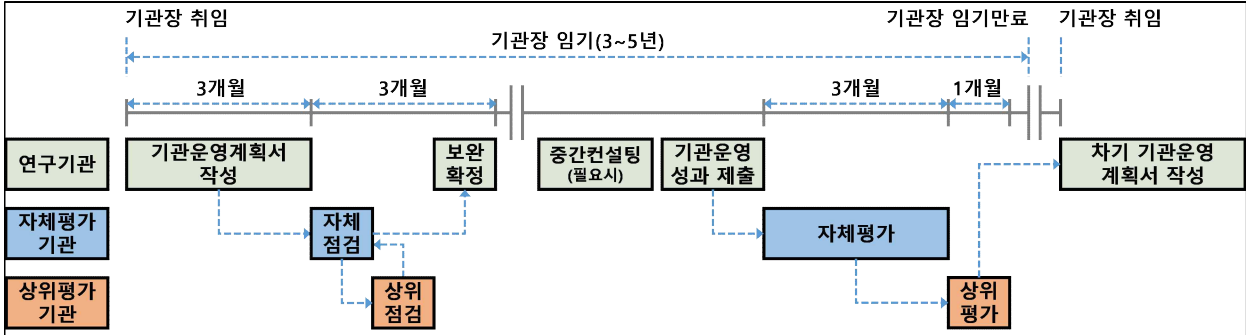 기관장 취임
기관장 임기만료
기관장 취임
기관장 임기(3~5년)
3개월
3개월
3개월
1개월
연구기관
기관운영계획서
작성
보완
확정
중간컨설팅
(필요시)
기관운영
성과 제출
차기 기관운영
계획서 작성
자체평가
기관
자체
점검
자체평가
상위평가
기관
상위
점검
상위
평가